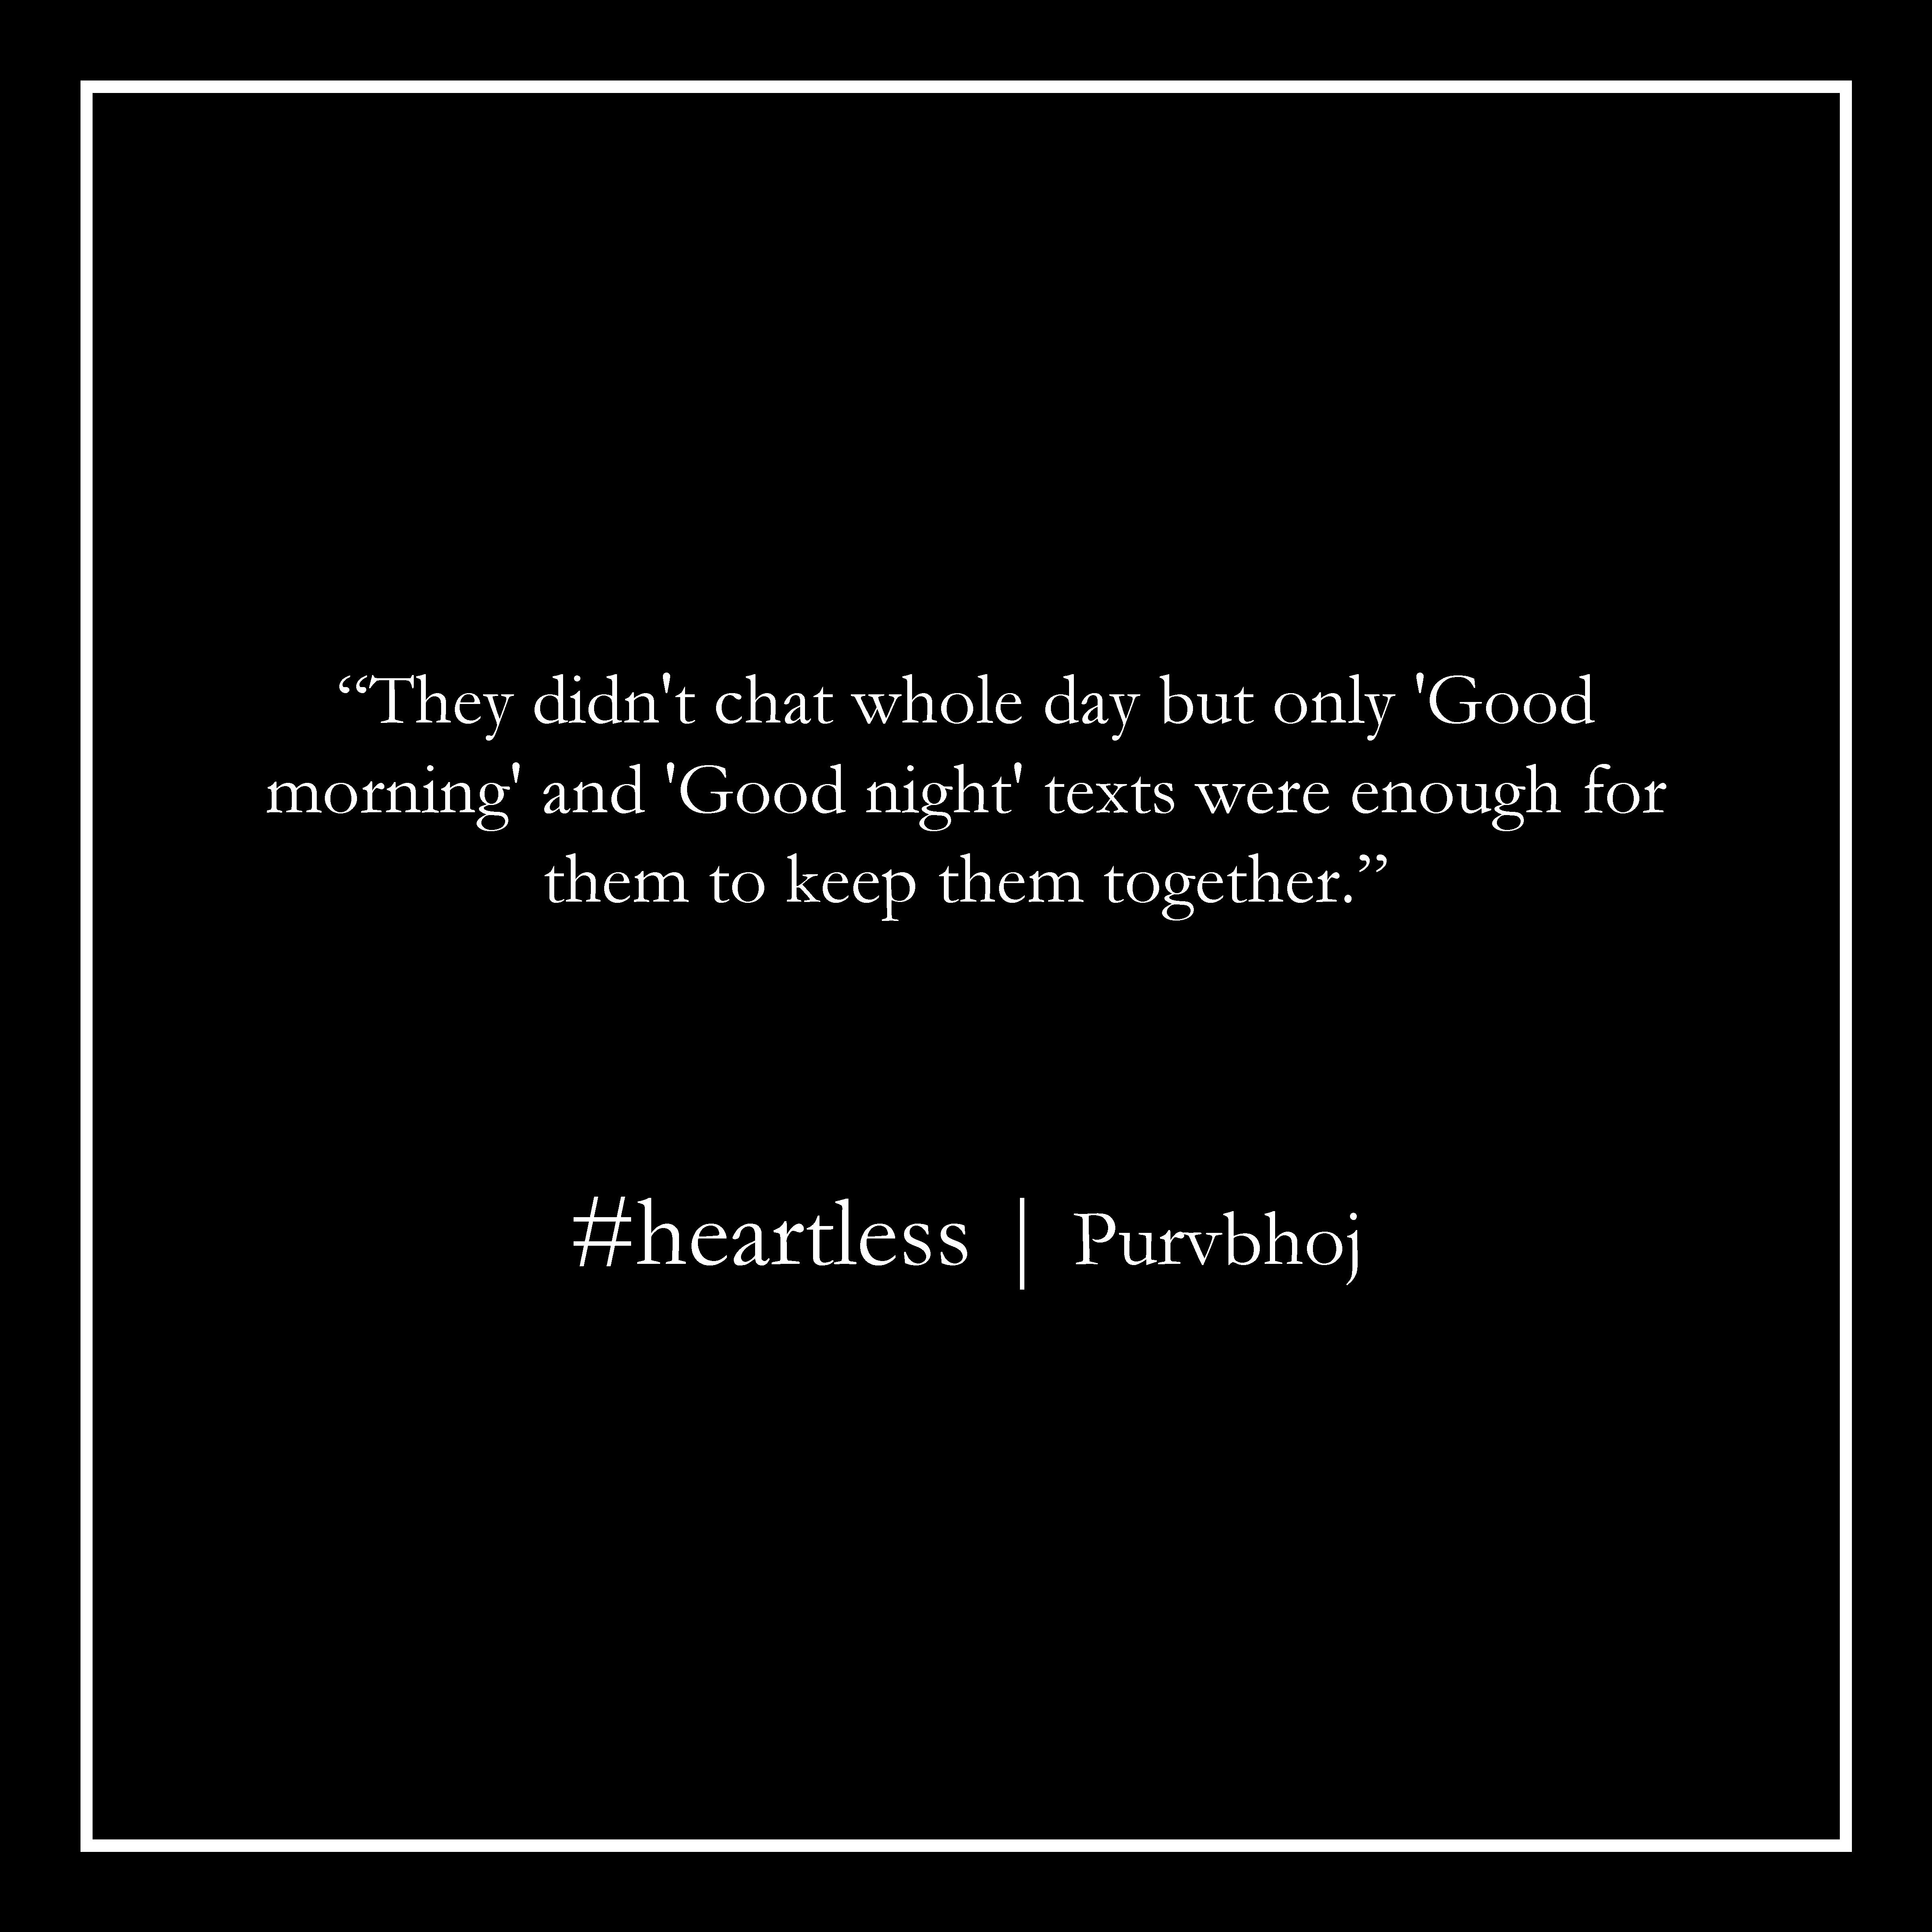 “They didn't chat whole day but only 'Good
morning' and 'Good night' texts were enough for
them to keep them together.”
#heartless | Purvbhoj